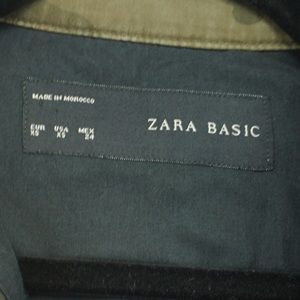 MADE IN MOROCCO
EUR USA MEX
XS XS 24
ZARA BASIC